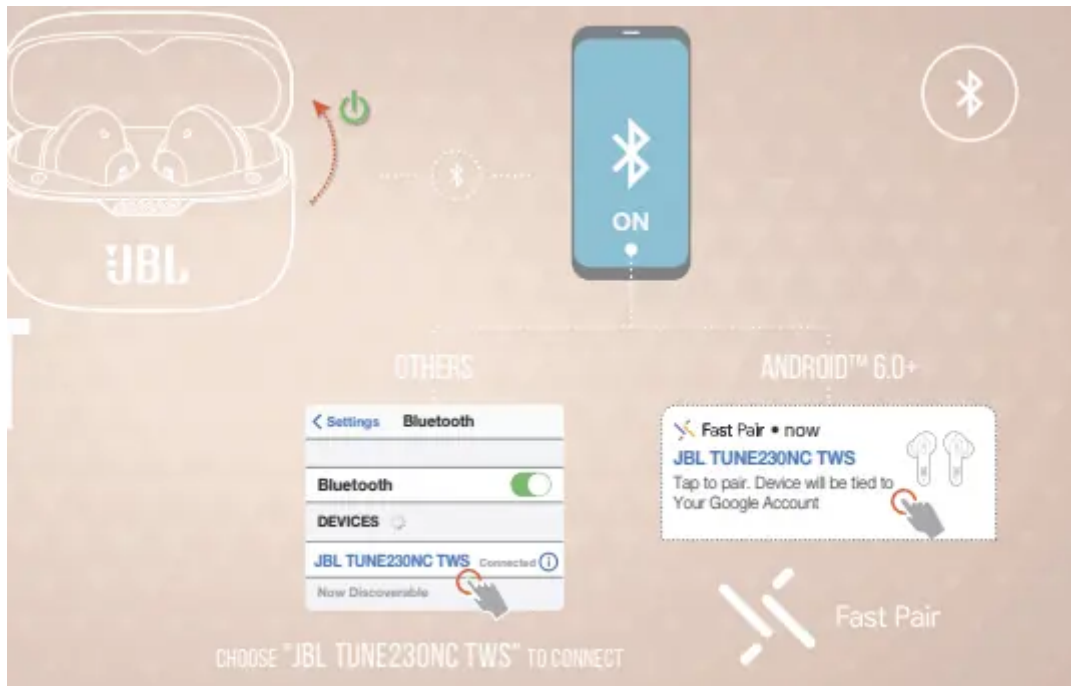 JBL
ON
OTHERS
ANDROID™ 6.0+
Settings Bluetooth
Bluetooth
DEVICES
JBL TUNE230NC TWS Connected
Now Discoverable
CHOOSE "JBL TUNE230NC TWS" TO CONNECT
Fast Pair • now
JBL TUNE230NC TWS
Tap to pair. Device will be tied to
Your Google Account
Fast Pair